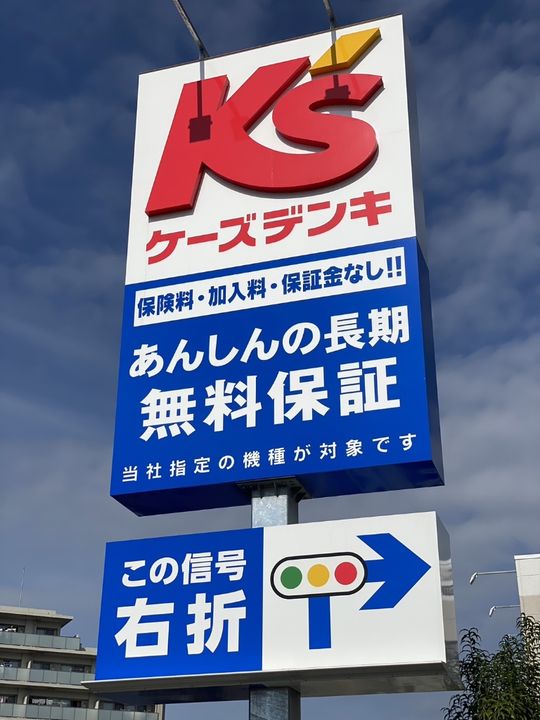 K's
ケーズデンキ
保険料・加入料・保証金なし!!
あんしんの長期
無料保証
当社指定の機種が対象です
この信号
右折